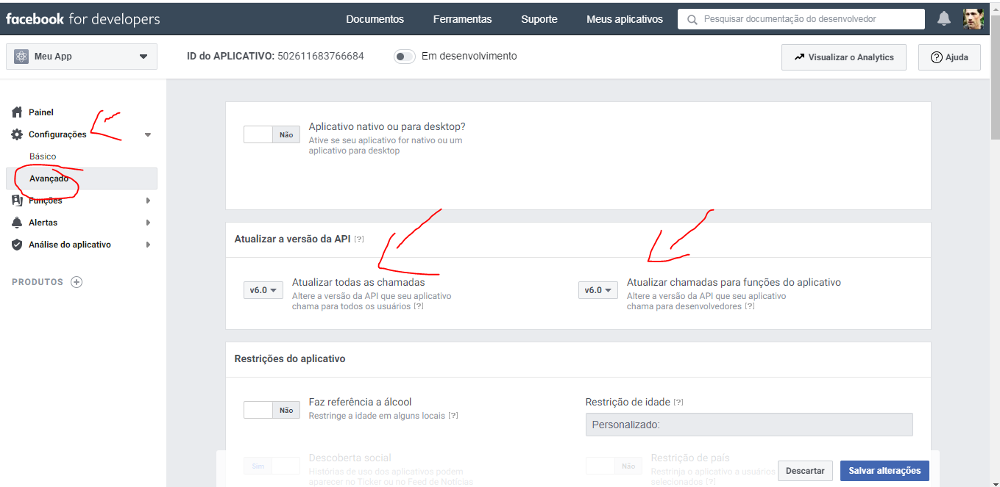 facebook for developers
Documentos
Ferramentas
Suporte
Meus aplicativos
Pesquisar documentação do desenvolvedor
Meu App
ID do APLICATIVO: 502611683766684
Em desenvolvimento
Visualizar o Analytics
Ajuda
Painel
Configurações
Básico
Avançado
Funções
Alertas
Análise do aplicativo
PRODUTOS
Não
Aplicativo nativo ou para desktop?
Ative se seu aplicativo for nativo ou um
aplicativo para desktop
Atualizar a versão da API [?]
v6.0
Atualizar todas as chamadas
Altere a versão da API que seu aplicativo
chama para todos os usuários [?]
v6.0
Atualizar chamadas para funções do aplicativo
Altere a versão da API que seu aplicativo
chama para desenvolvedores [?]
Restrições do aplicativo
Não
Faz referência a álcool
Restringe a idade em alguns locais [?]
Restrição de idade [?]
Personalizado:
Sim
Descoberta social
Histórias de uso dos aplicativos podem
aparecer no Ticker ou no Feed de Notícias
Não
Restrição de país
Restrinja o aplicativo a usuários
selecionados [?]
Descartar
Salvar alterações